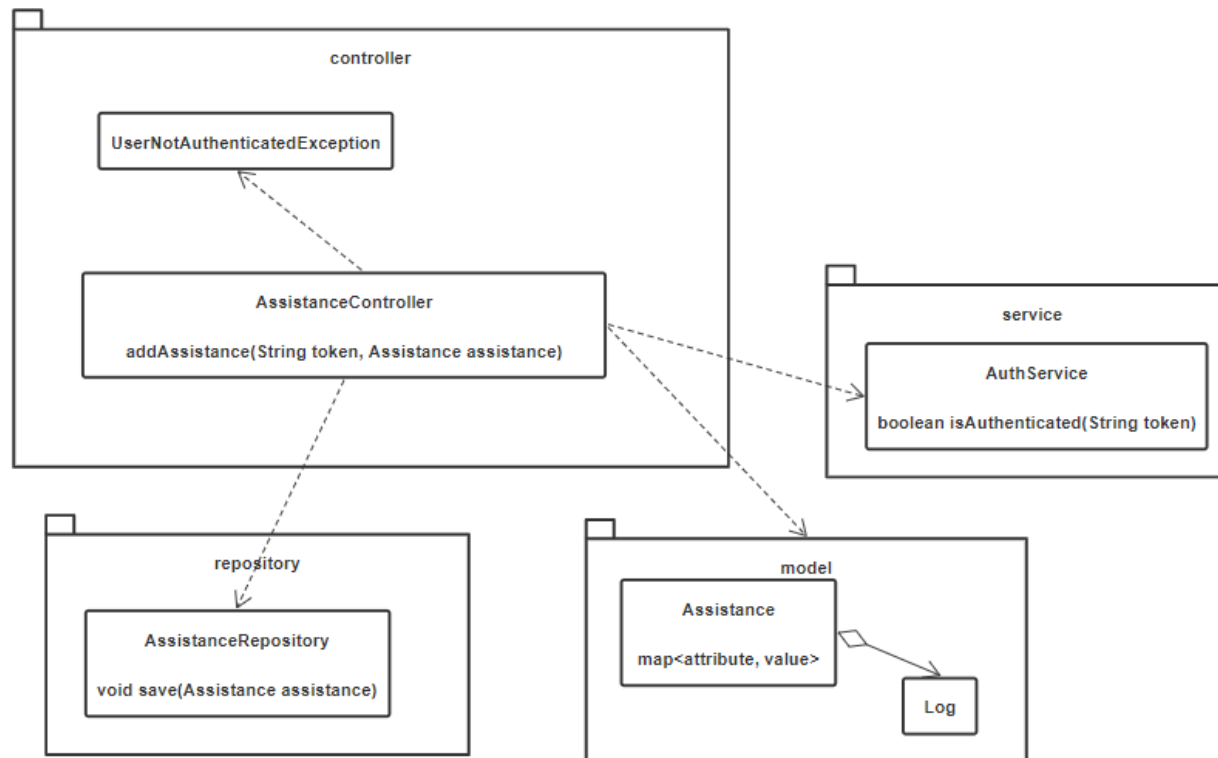 controller
UserNotAuthenticatedException
AssistanceController
addAssistance(String token, Assistance assistance)
service
AuthService
boolean isAuthenticated(String token)
repository
AssistanceRepository
void save(Assistance assistance)
model
Assistance
map<attribute, value>
Log